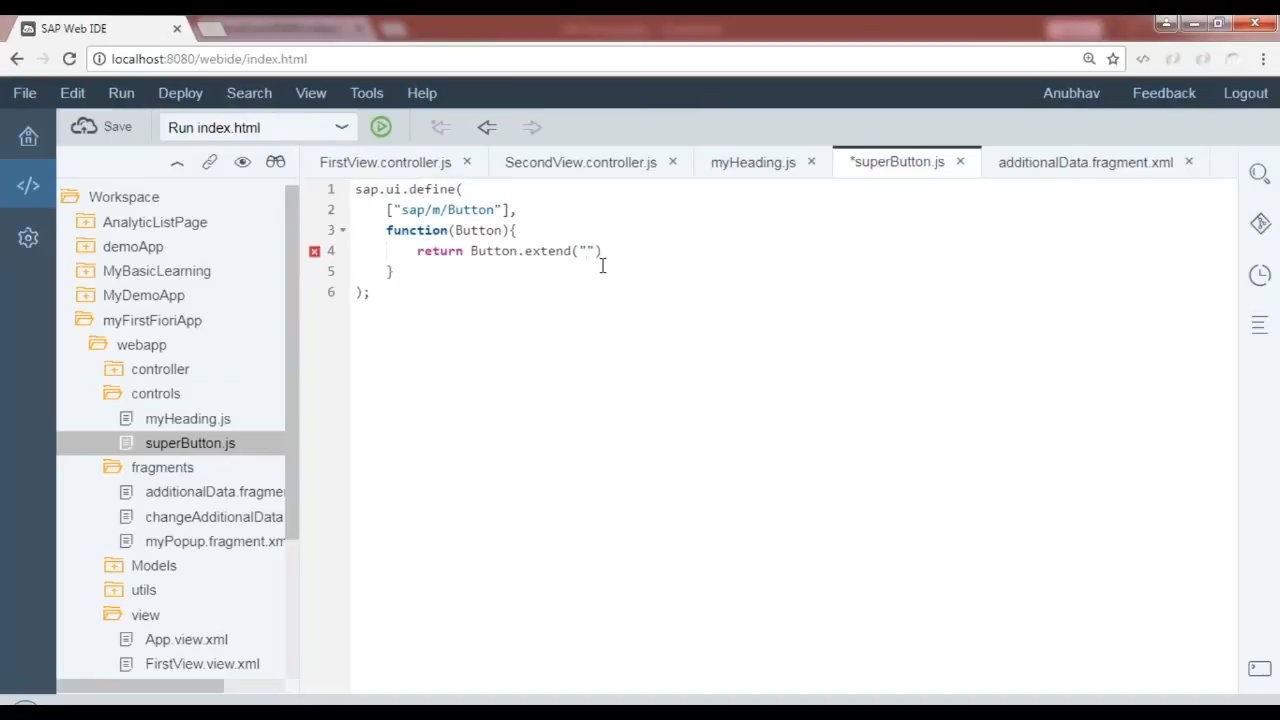 SAP Web IDE
localhost:8080/webide/index.html
File Edit Run Deploy Search View Tools Help Anubhav Feedback Logout
Save Run index.html
FirstView.controller.js SecondView.controller.js myHeading.js *superButton.js additionalData.fragment.xml
Workspace
AnalyticListPage
demoApp
MyBasicLearning
MyDemoApp
myFirstFioriApp
webapp
controller
controls
myHeading.js
superButton.js
fragments
additionalData.fragme
changeAdditionalData
myPopup.fragment.xm
Models
utils
view
App.view.xml
FirstView.view.xml
1 sap.ui.define(
2 ["sap/m/Button"],
3 function(Button){
4 return Button.extend("")
5 }
6 );